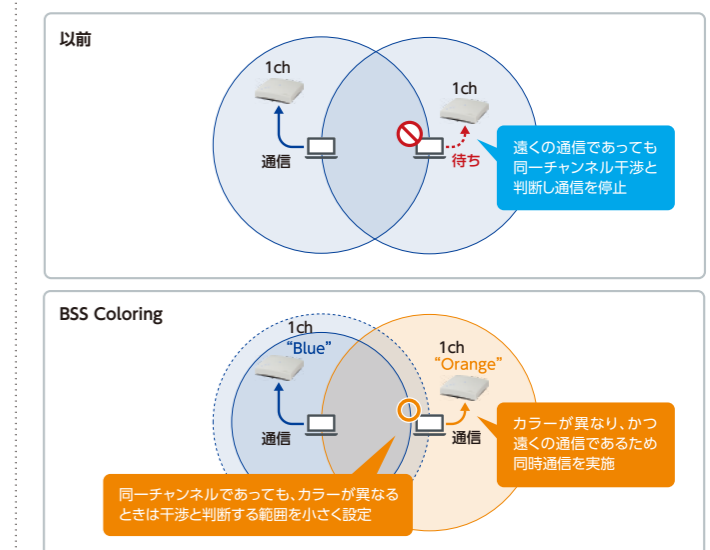 以前
1ch
1ch
通信
待ち
遠くの通信であっても
同一チャンネル干渉と
判断し通信を停止
BSS Coloring
1ch
“Blue”
1ch
“Orange”
通信
通信
カラーが異なり、かつ
遠くの通信であるため
同時通信を実施
同一チャンネルであっても、カラーが異なる
ときは干渉と判断する範囲を小さく設定